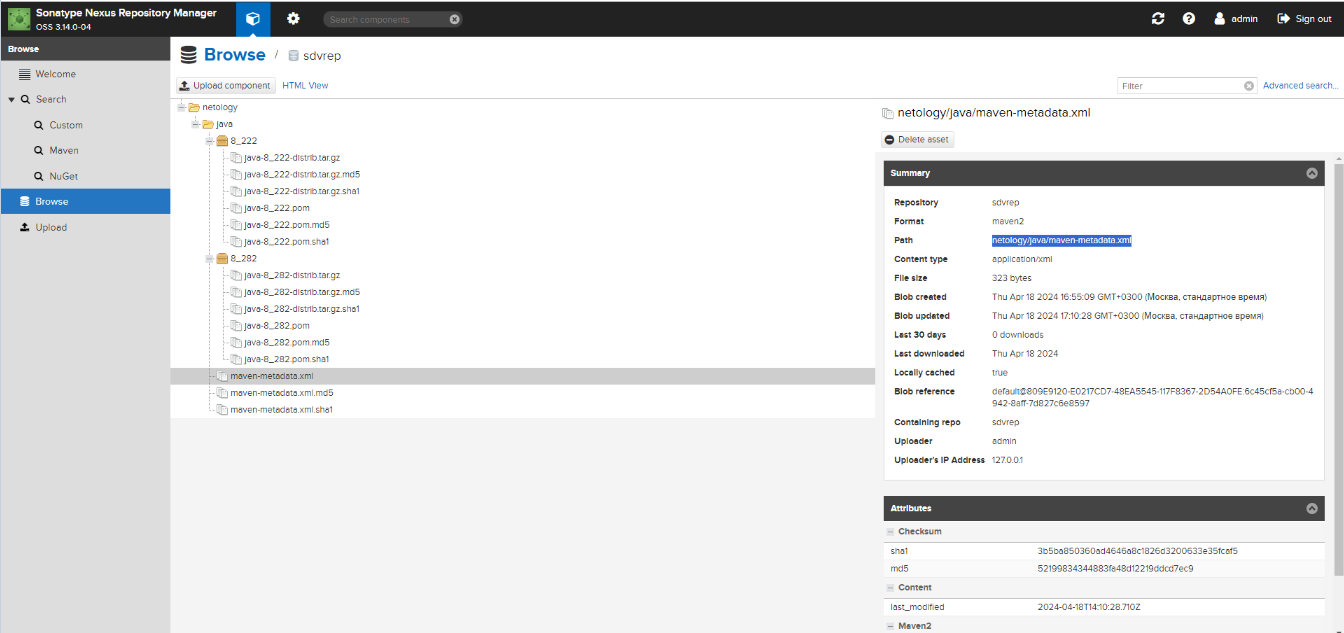 Sonatype Nexus Repository Manager
OSS 3.14.0-04
Search components
admin
Sign out
Browse
Welcome
Search
Custom
Maven
NuGet
Browse
Upload
Browse / sdvrep
Upload component
HTML View
Filter
Advanced search...
netology
java
8_222
java-8_222-distrib.tar.gz
java-8_222-distrib.tar.gz.md5
java-8_222-distrib.tar.gz.sha1
java-8_222.pom
java-8_222.pom.md5
java-8_222.pom.sha1
8_282
java-8_282-distrib.tar.gz
java-8_282-distrib.tar.gz.md5
java-8_282-distrib.tar.gz.sha1
java-8_282.pom
java-8_282.pom.md5
java-8_282.pom.sha1
maven-metadata.xml
maven-metadata.xml.md5
maven-metadata.xml.sha1
netology/java/maven-metadata.xml
Delete asset
Summary
Repository sdvrep
Format maven2
Path netology/java/maven-metadata.xml
Content type application/xml
File size 323 bytes
Blob created Thu Apr 18 2024 16:55:09 GMT+0300 (Москва, стандартное время)
Blob updated Thu Apr 18 2024 17:10:28 GMT+0300 (Москва, стандартное время)
Last 30 days 0 downloads
Last downloaded Thu Apr 18 2024
Locally cached true
Blob reference default@809E9120-E0217CD7-48EA5545-117F8367-2D54A0FE:6c45cf5a-cb00-4
942-8aff-7d827c6e8597
Containing repo sdvrep
Uploader admin
Uploader's IP Address 127.0.0.1
Attributes
Checksum
sha1 3b5ba850360ad4646a8c1826d3200633e35fcaf5
md5 52199834344883fa48d12219ddcd7ec9
Content
last_modified 2024-04-18T14:10:28.710Z
Maven2